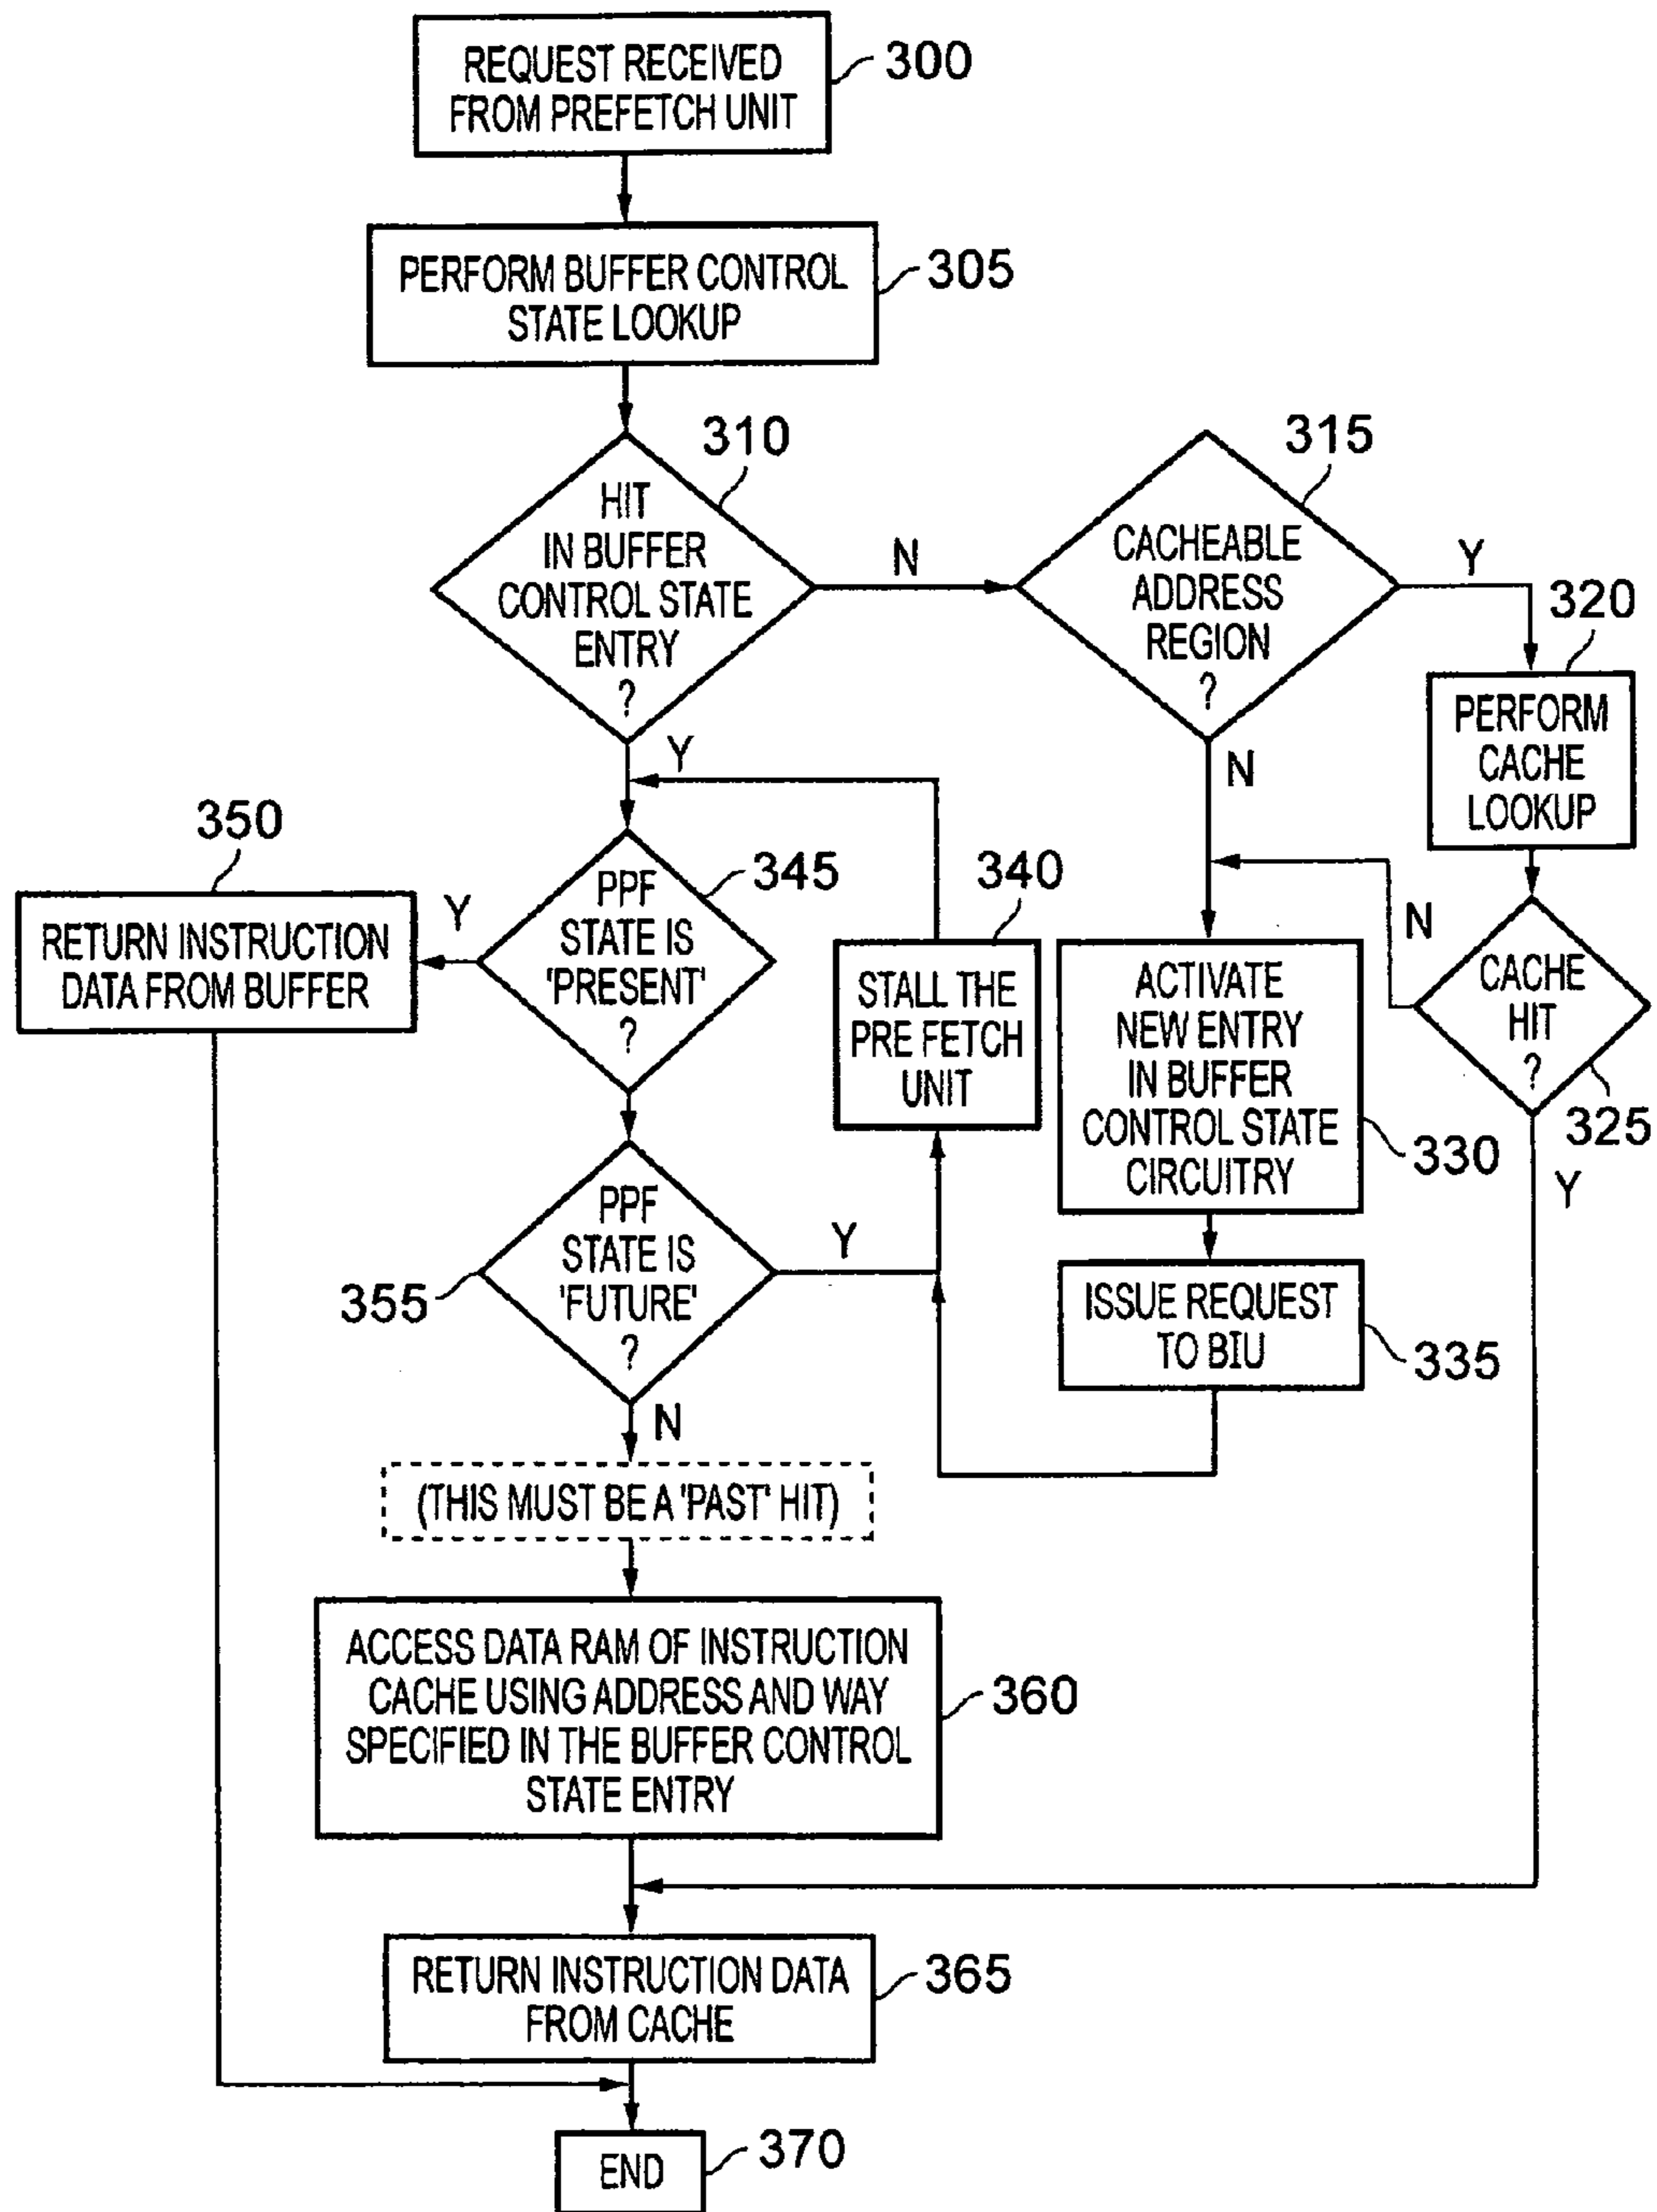 REQUEST RECEIVED
FROM PREFETCH UNIT
300
PERFORM BUFFER CONTROL
STATE LOOKUP
305
310
HIT
IN BUFFER
CONTROL STATE
ENTRY
?
N
Y
315
CACHEABLE
ADDRESS
REGION
?
Y
N
320
PERFORM
CACHE
LOOKUP
350
RETURN INSTRUCTION
DATA FROM BUFFER
Y
345
PPF
STATE IS
'PRESENT'
?
340
STALL THE
PRE FETCH
UNIT
ACTIVATE
NEW ENTRY
IN BUFFER
CONTROL STATE
CIRCUITRY
330
N
CACHE
HIT
?
325
Y
355
PPF
STATE IS
'FUTURE'
?
Y
N
ISSUE REQUEST
TO BIU
335
(THIS MUST BE A 'PAST' HIT)
ACCESS DATA RAM OF INSTRUCTION
CACHE USING ADDRESS AND WAY
SPECIFIED IN THE BUFFER CONTROL
STATE ENTRY
360
RETURN INSTRUCTION DATA
FROM CACHE
365
END
370